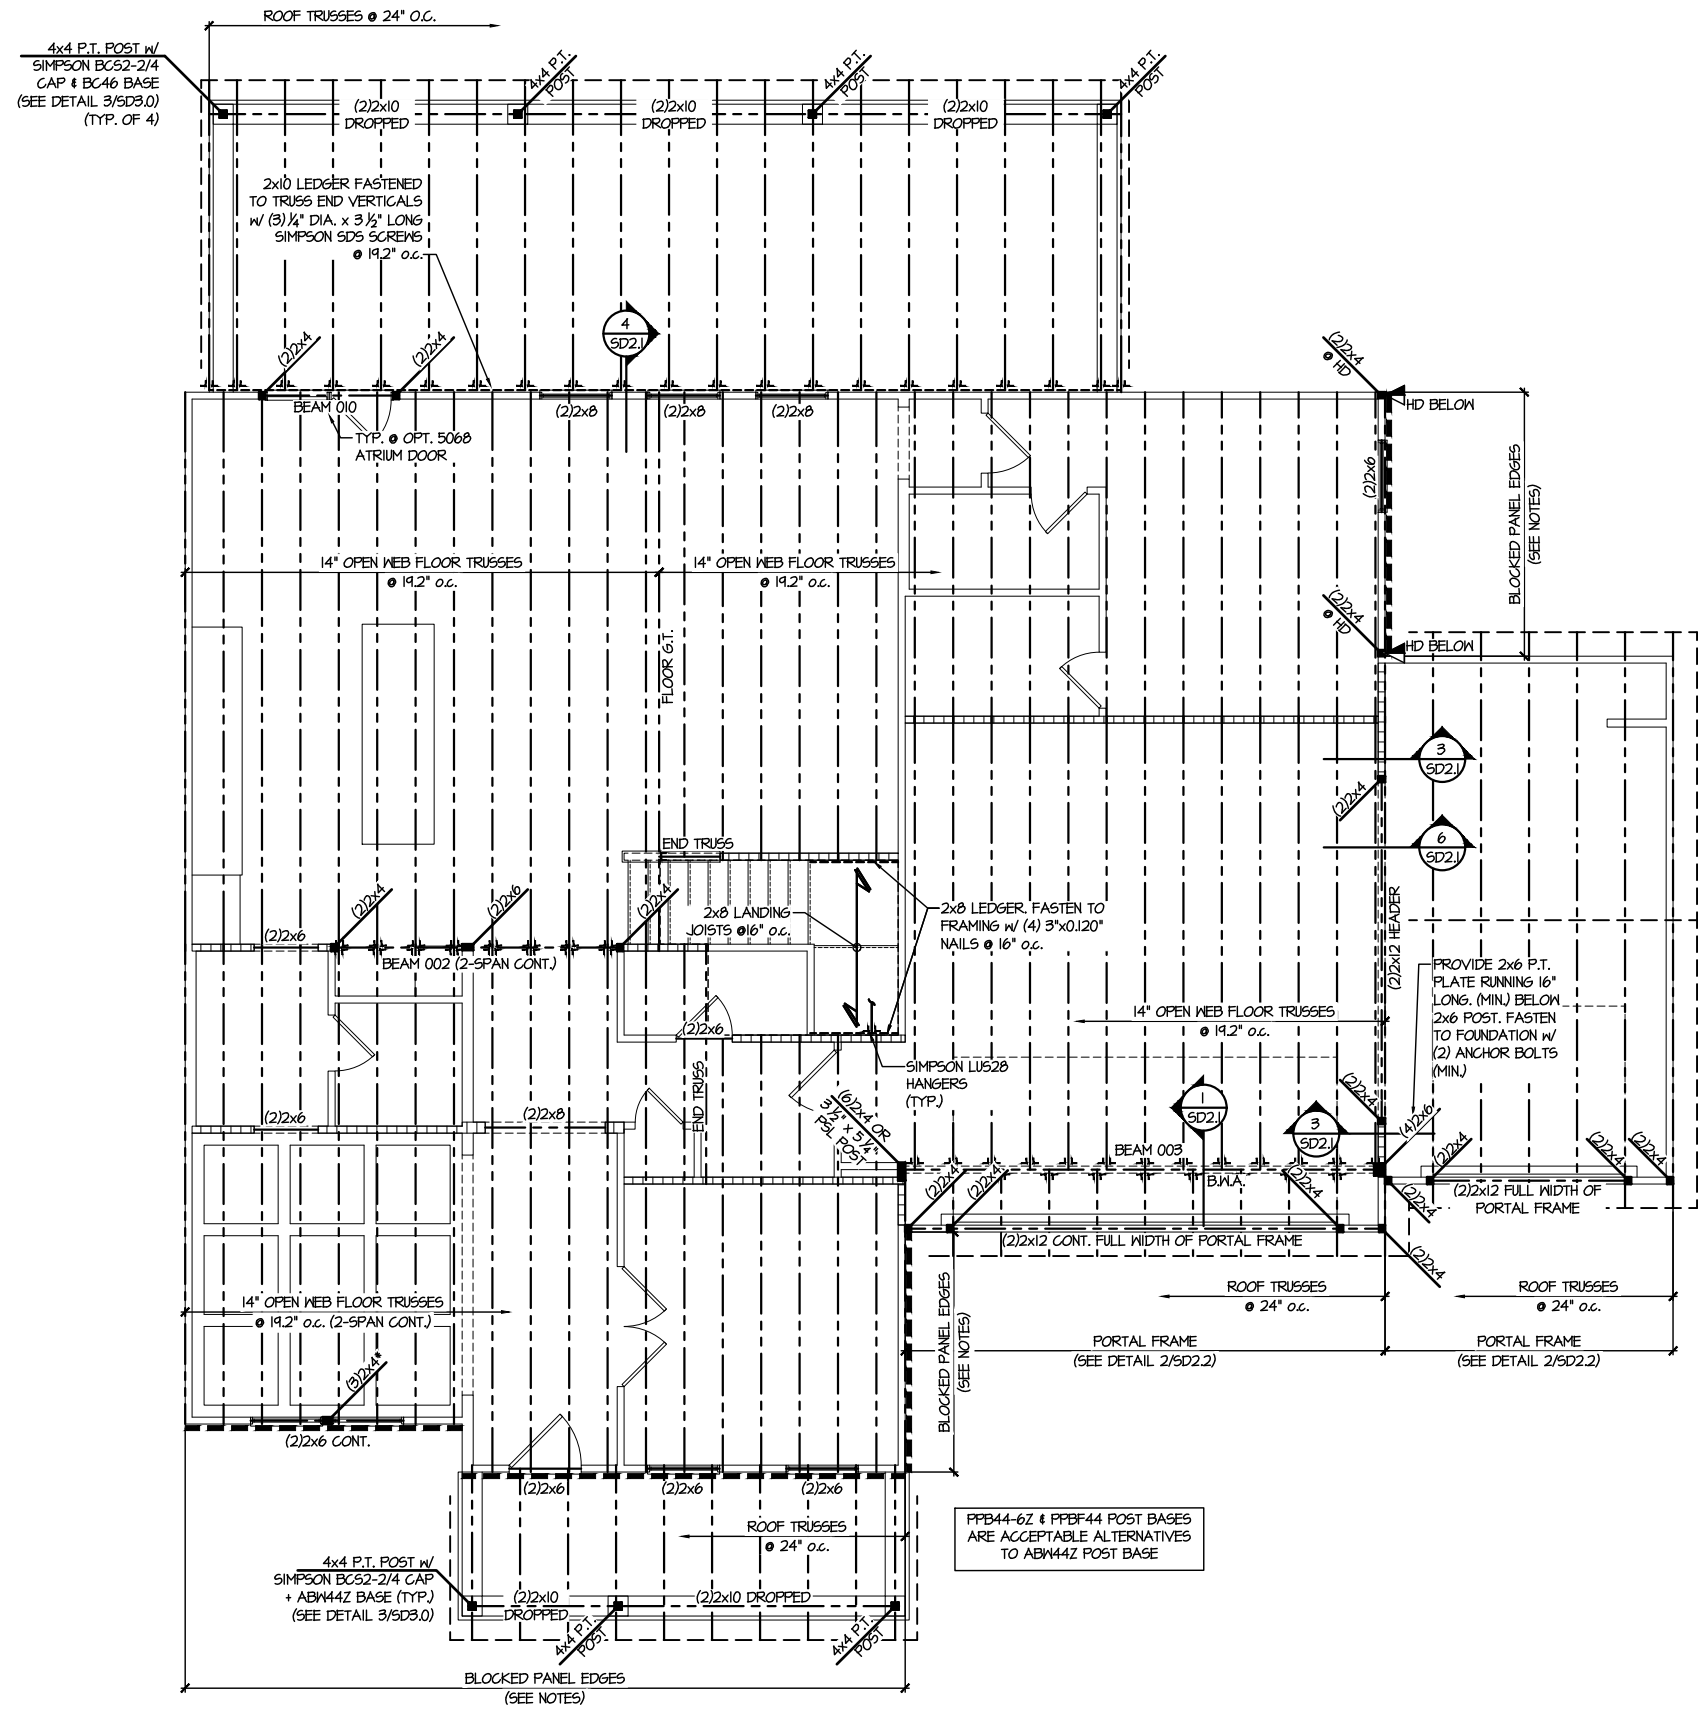 ROOF TRUSSES @ 24" O.C.
4x4 P.T. POST w/
SIMPSON BCS2-2/4
CAP & BC46 BASE
(SEE DETAIL 3/SD3.0)
(TYP. OF 4)
4x4 P.T.
POST
4x4 P.T.
POST
4x4 P.T.
POST
(2)2x10
DROPPED
(2)2x10
DROPPED
(2)2x10
DROPPED
2x10 LEDGER FASTENED
TO TRUSS END VERTICALS
w/ (3) 1/4" DIA. x 3 1/2" LONG
SIMPSON SDS SCREWS
@ 19.2" o.c.
4
SD2.1
(2)2x4
(2)2x4
(2)2x4
@ HD
BEAM 010
(2)2x8
(2)2x8
(2)2x8
HD BELOW
TYP. @ OPT. 5068
ATRIUM DOOR
(2)2x6
BLOCKED PANEL EDGES
(SEE NOTES)
14" OPEN WEB FLOOR TRUSSES
@ 19.2" o.c.
14" OPEN WEB FLOOR TRUSSES
@ 19.2" o.c.
(2)2x4
@ HD
HD BELOW
FLOOR G.T.
3
SD2.1
(2)2x4
6
SD2.1
END TRUSS
(2)2x4
(2)2x6
(2)2x4
2x8 LANDING
JOISTS @16" o.c.
2x8 LEDGER. FASTEN TO
FRAMING w/ (4) 3"x0.120"
NAILS @ 16" o.c.
(2)2x12 HEADER
(2)2x6
BEAM 002 (2-SPAN CONT.)
PROVIDE 2x6 P.T.
PLATE RUNNING 16"
LONG. (MIN.) BELOW
2x6 POST. FASTEN
TO FOUNDATION w/
(2) ANCHOR BOLTS
(MIN.)
14" OPEN WEB FLOOR TRUSSES
@ 19.2" o.c.
(2)2x6
SIMPSON LUS28
HANGERS
(TYP.)
END TRUSS
(6)2x4 OR
3 1/2" x 5 1/4"
PSL POST
1
SD2.1
3
SD2.1
(2)2x4
(4)2x6
(2)2x6
(2)2x8
BEAM 003
B.W.A.
(2)2x4
(2)2x4
(2)2x4
(2)2x4
(2)2x4
(2)2x4
(2)2x12 FULL WIDTH OF
PORTAL FRAME
(2)2x4
(2)2x12 CONT. FULL WIDTH OF PORTAL FRAME
(2)2x4
ROOF TRUSSES
@ 24" o.c.
ROOF TRUSSES
@ 24" o.c.
14" OPEN WEB FLOOR TRUSSES
@ 19.2" o.c. (2-SPAN CONT.)
BLOCKED PANEL EDGES
(SEE NOTES)
PORTAL FRAME
(SEE DETAIL 2/SD2.2)
PORTAL FRAME
(SEE DETAIL 2/SD2.2)
(3)2x4*
(2)2x6 CONT.
(2)2x6
(2)2x6
(2)2x6
ROOF TRUSSES
@ 24" o.c.
PPB44-6Z & PPBF44 POST BASES
ARE ACCEPTABLE ALTERNATIVES
TO ABW44Z POST BASE
4x4 P.T. POST w/
SIMPSON BCS2-2/4 CAP
+ ABW44Z BASE (TYP.)
(SEE DETAIL 3/SD3.0)
(2)2x10
DROPPED
(2)2x10 DROPPED
4x4 P.T.
POST
4x4 P.T.
POST
BLOCKED PANEL EDGES
(SEE NOTES)